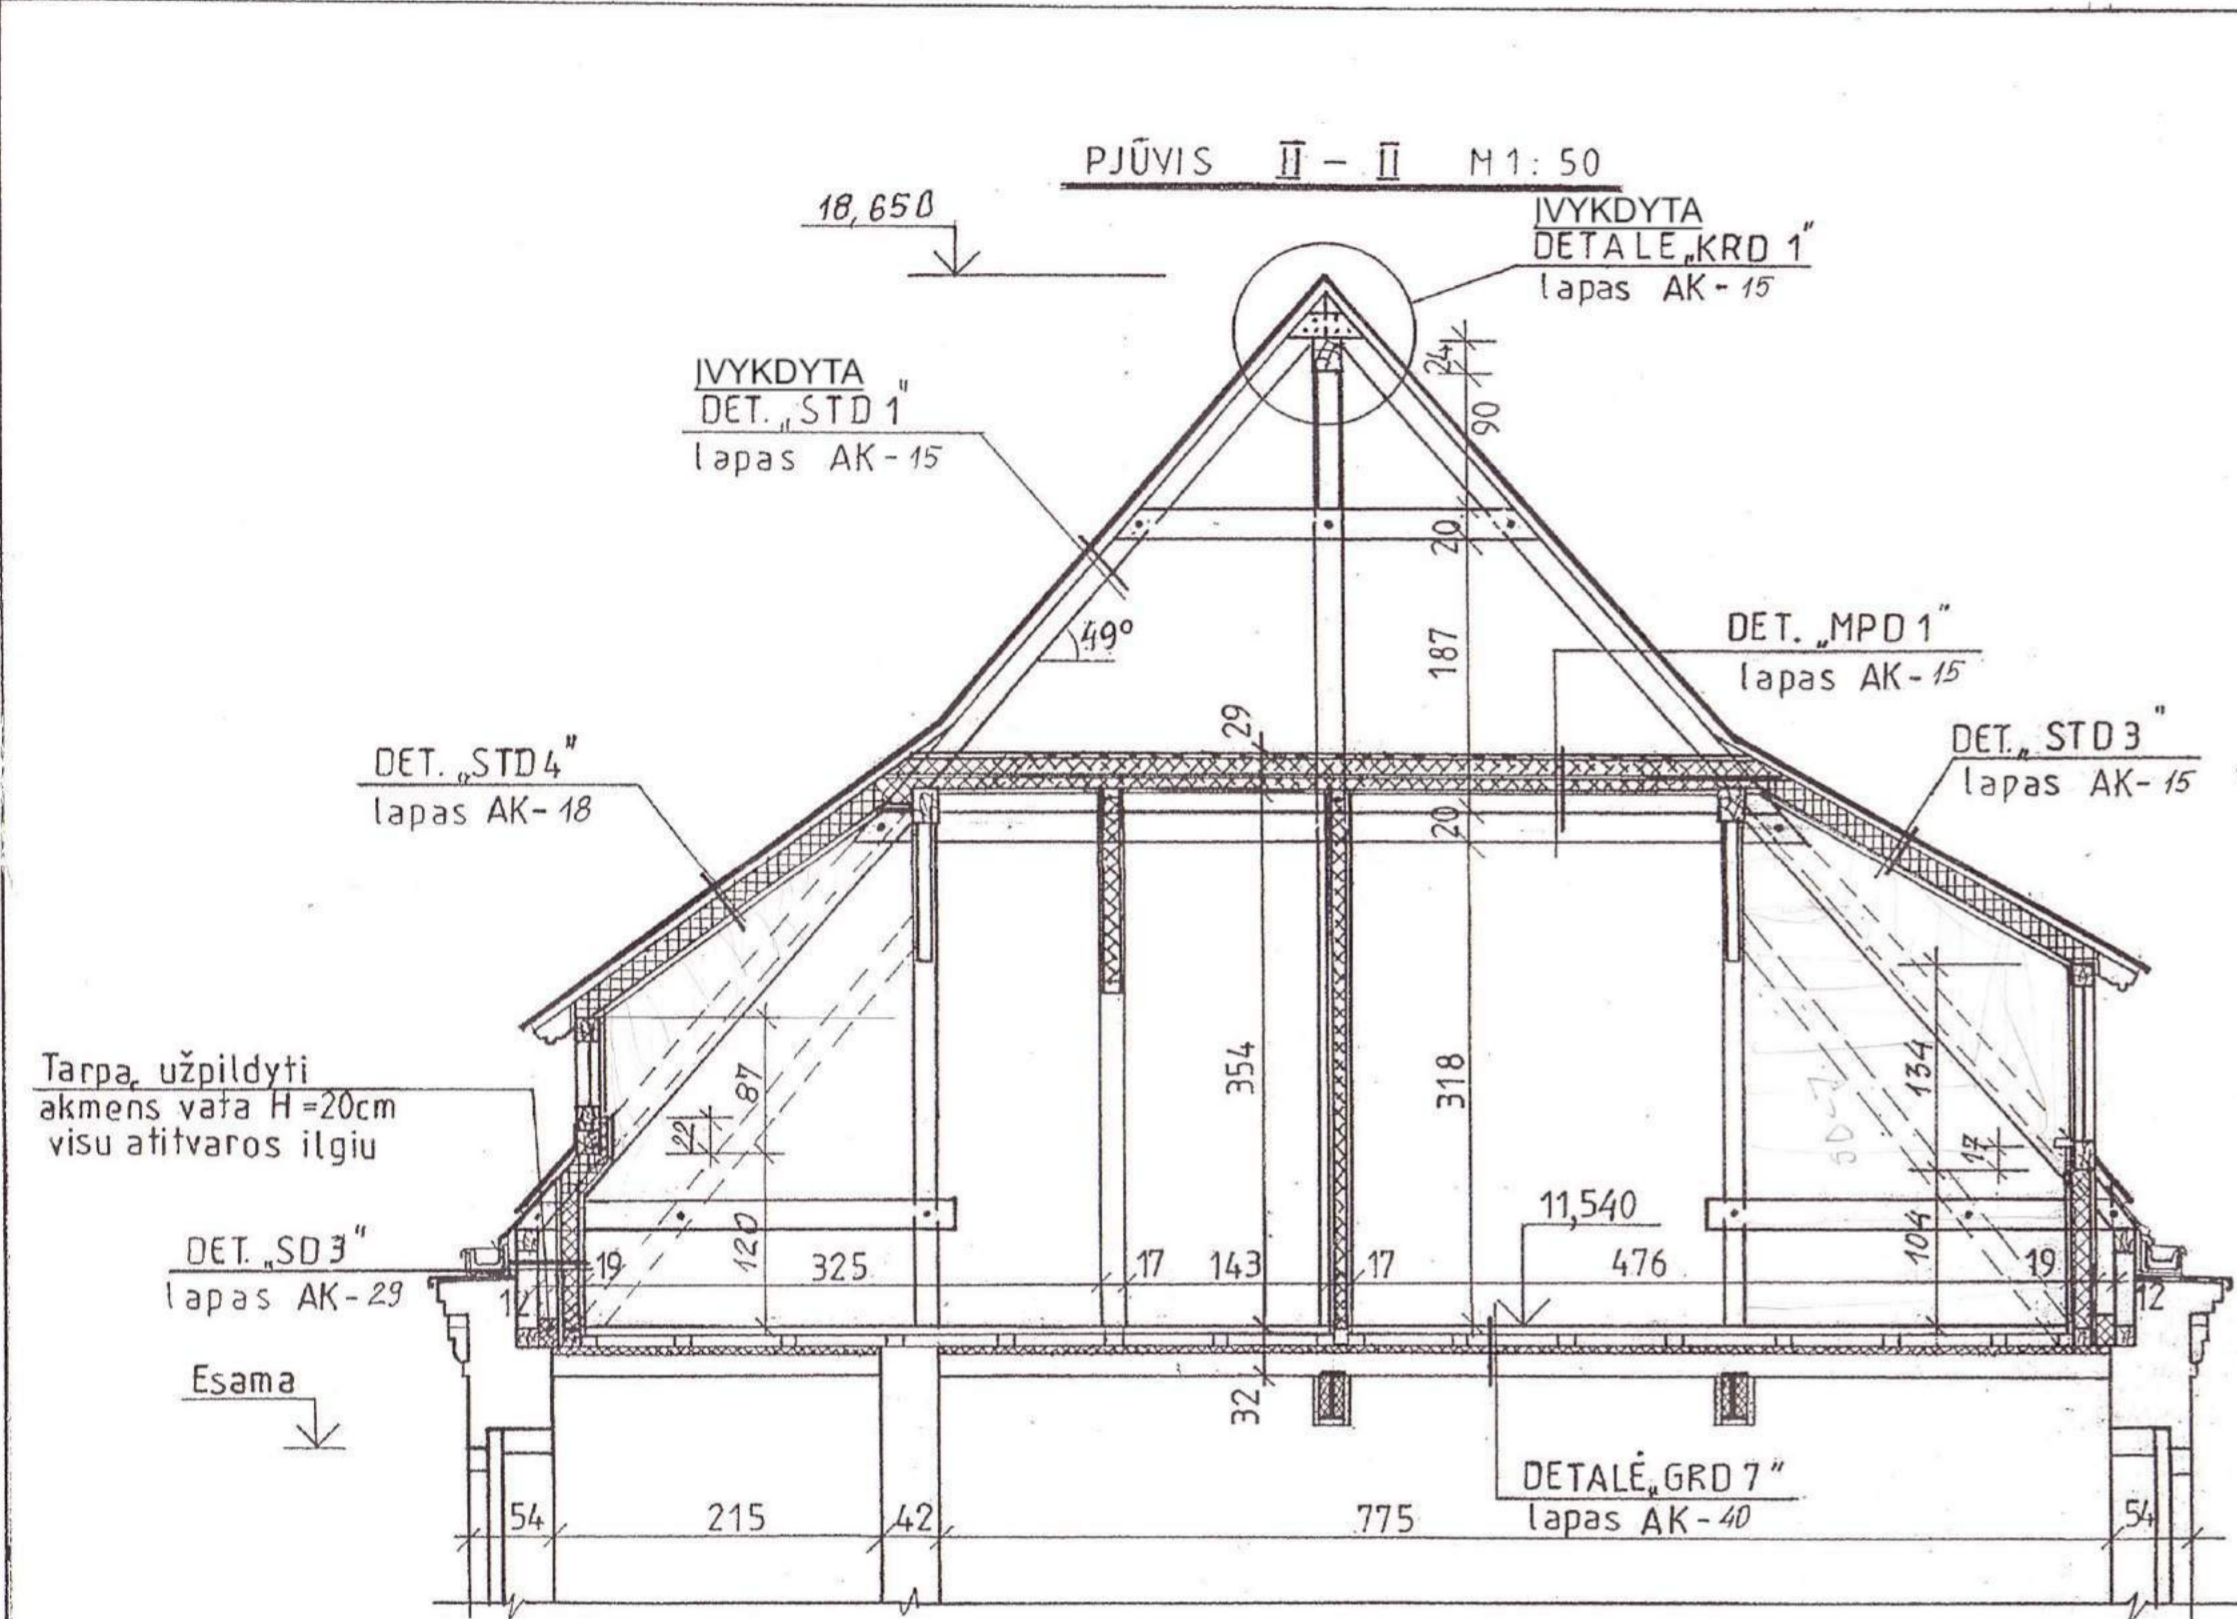 PJŪVIS II - II M 1:50
18,650
ĮVYKDYTA
DETALE „KRD 1"
lapas AK - 15
ĮVYKDYTA
DET. „STD 1"
lapas AK - 15
24
90
20
187
49°
DET. „MPD 1"
lapas AK - 15
29
DET. „STD 3"
lapas AK - 15
DET. „STD 4"
lapas AK - 18
20
Tarpą užpildyti
akmens vata H = 20cm
visu atitvaros ilgiu
87
22
120
354
318
134
17
104
11,540
DET. „SD 3"
lapas AK - 29
12
19
325
17
143
17
476
19
12
Esama
32
DETALĖ „GRD 7"
lapas AK - 40
54
215
42
775
54